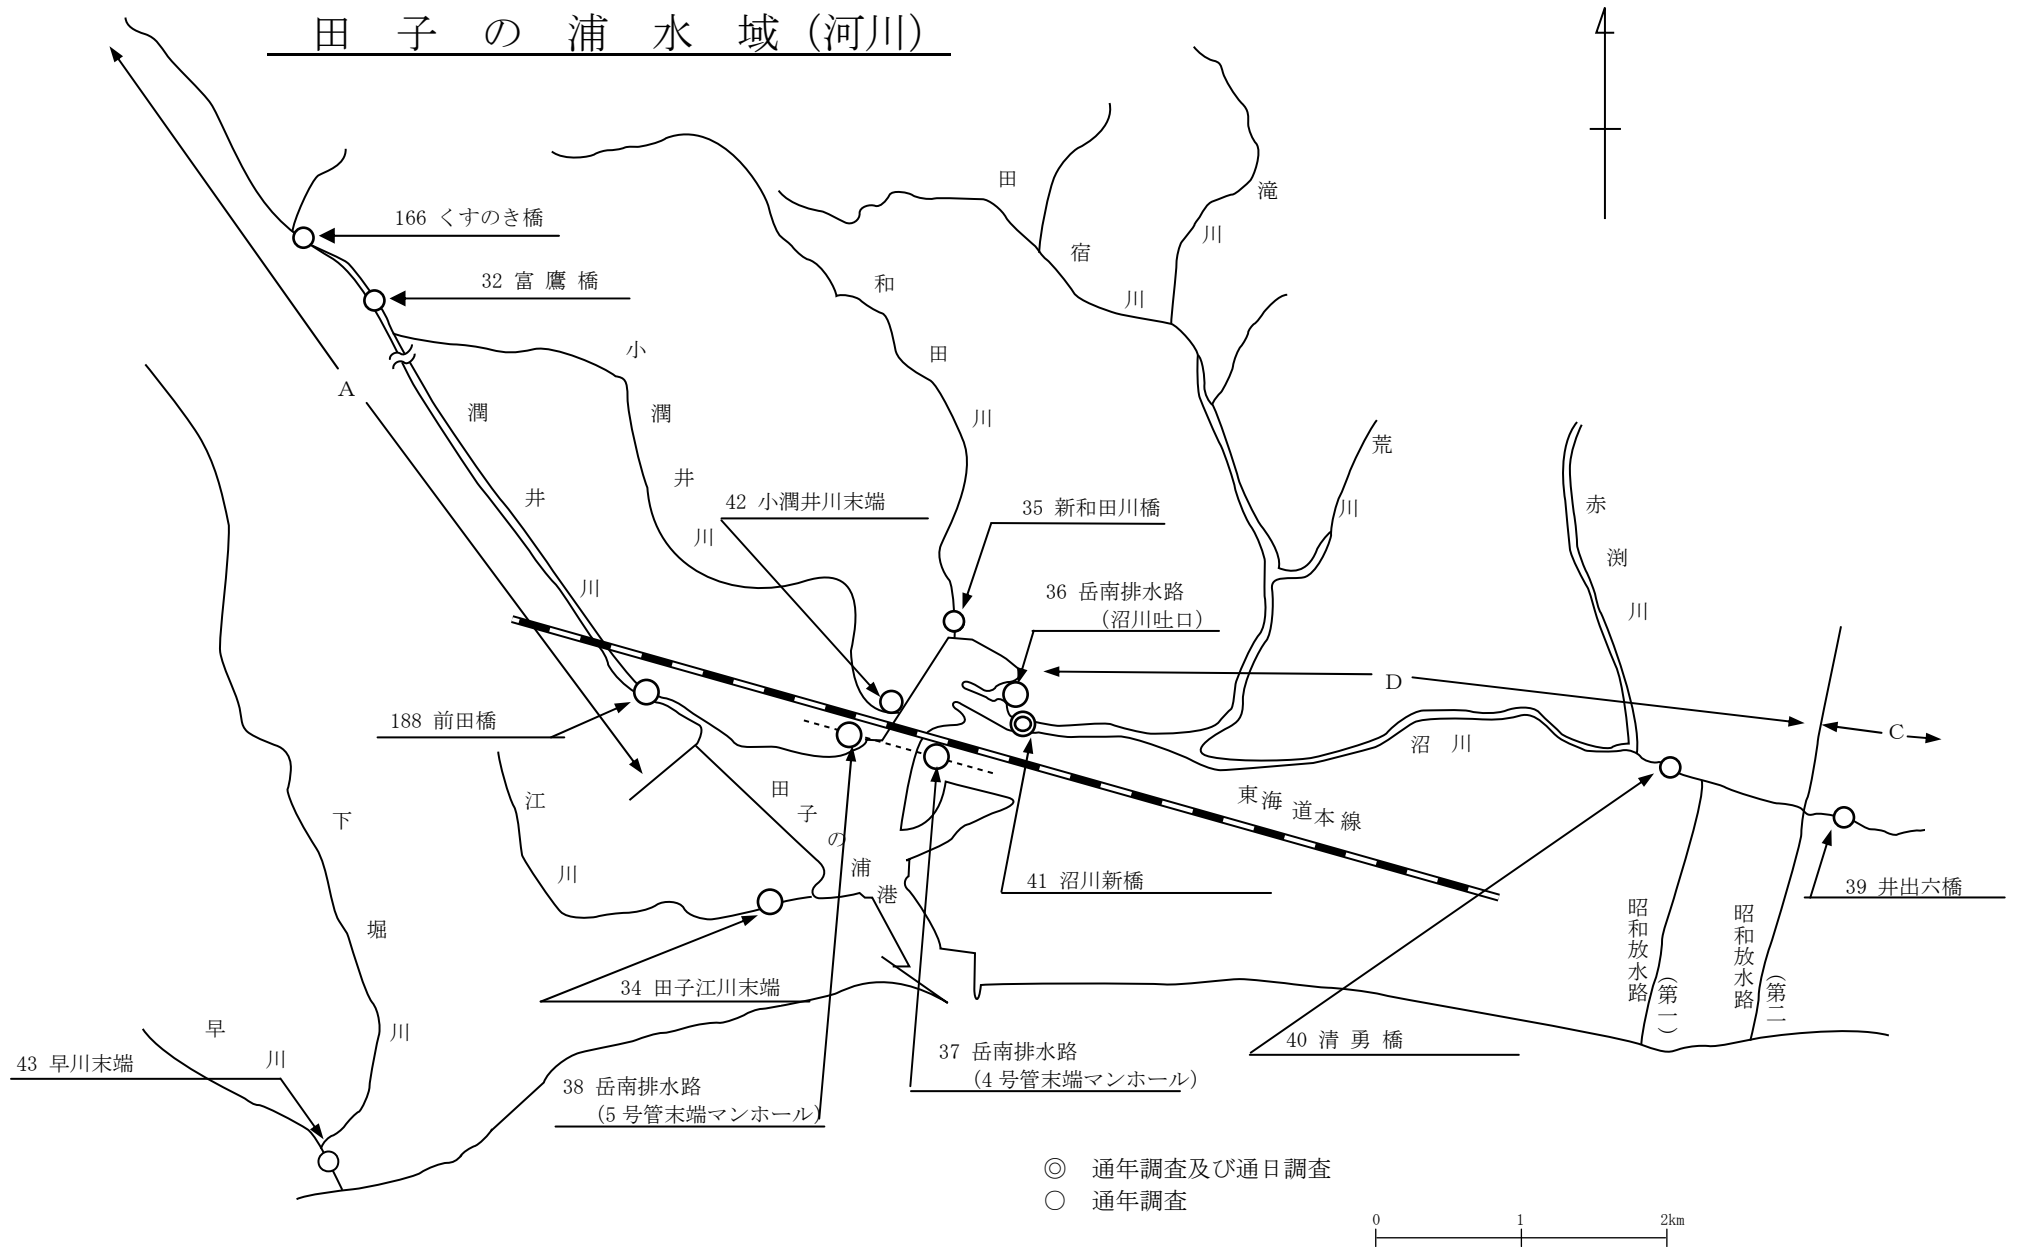 田子の浦水域(河川)
166 くすのき橋
32 富鷹橋
A
潤井川
小潤井川
和田川
田宿川
滝川
荒川
赤渕川
42 小潤井川末端
35 新和田川橋
36 岳南排水路
(沼川吐口)
D
C
188 前田橋
沼川
東海道本線
江川
田子の浦港
下堀川
41 沼川新橋
39 井出六橋
昭和放水路
(第一)
昭和放水路
(第二
34 田子江川末端
早川
43 早川末端
38 岳南排水路
(5号管末端マンホール)
37 岳南排水路
(4号管末端マンホール)
40 清勇橋
◎ 通年調査及び通日調査
○ 通年調査
0 1 2km